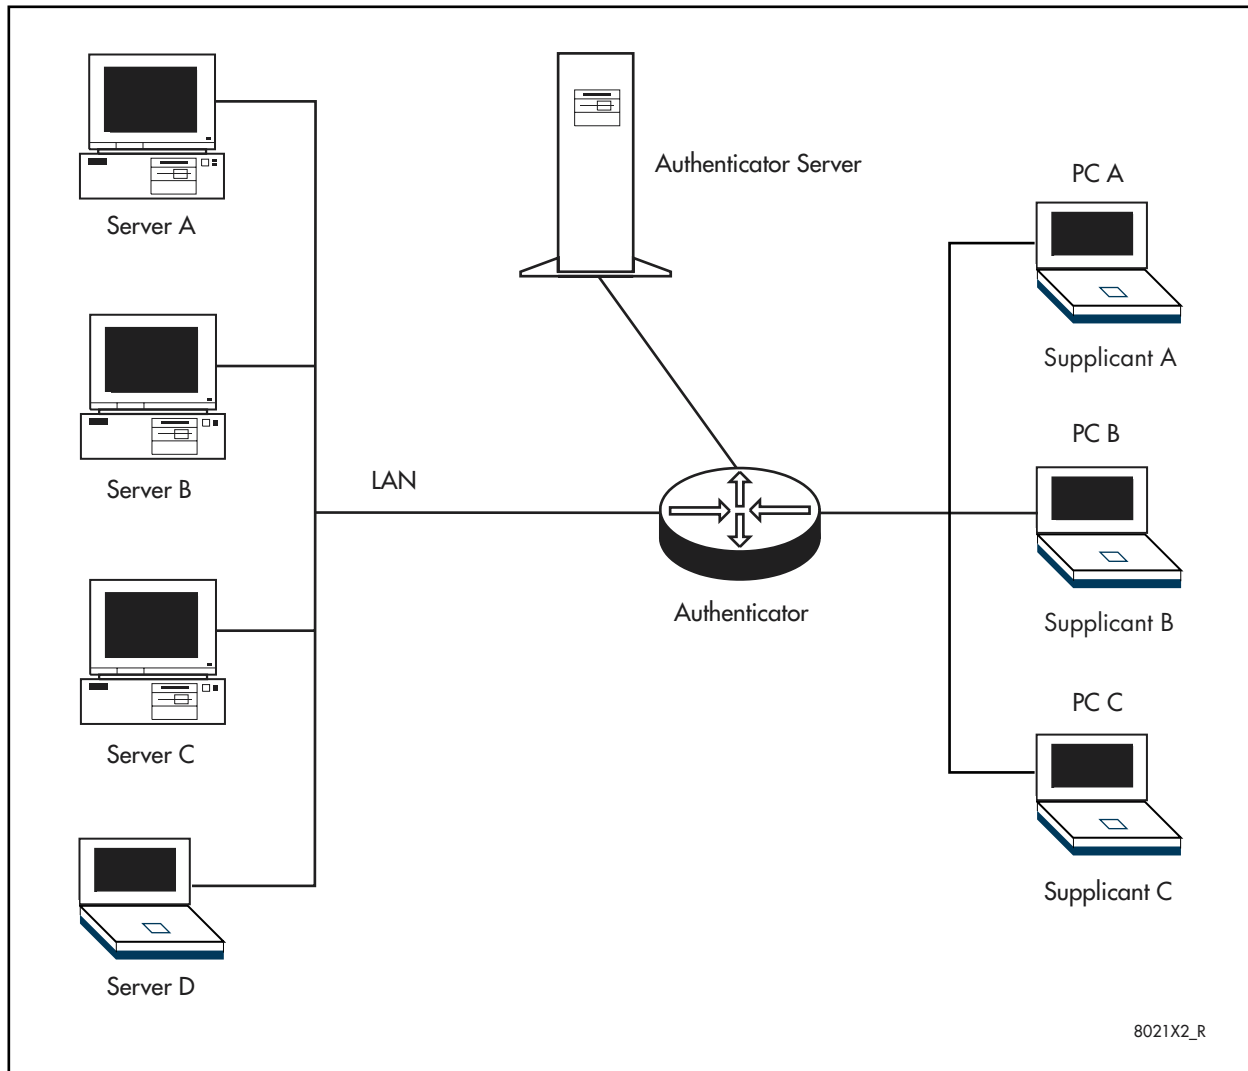 Server A
Server B
Server C
Server D
LAN
Authenticator Server
Authenticator
PC A
Supplicant A
PC B
Supplicant B
PC C
Supplicant C
8021X2_R